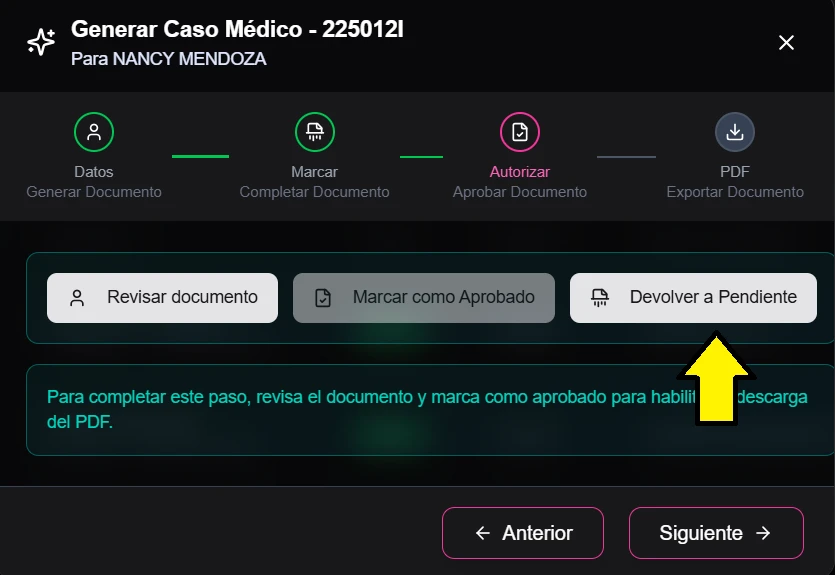 Generar Caso Médico - 225012I
Para NANCY MENDOZA
Datos
Generar Documento
Marcar
Completar Documento
Autorizar
Aprobar Documento
PDF
Exportar Documento
Revisar documento
Marcar como Aprobado
Devolver a Pendiente
Para completar este paso, revisa el documento y marca como aprobado para descarga
del PDF.
Anterior
Siguiente